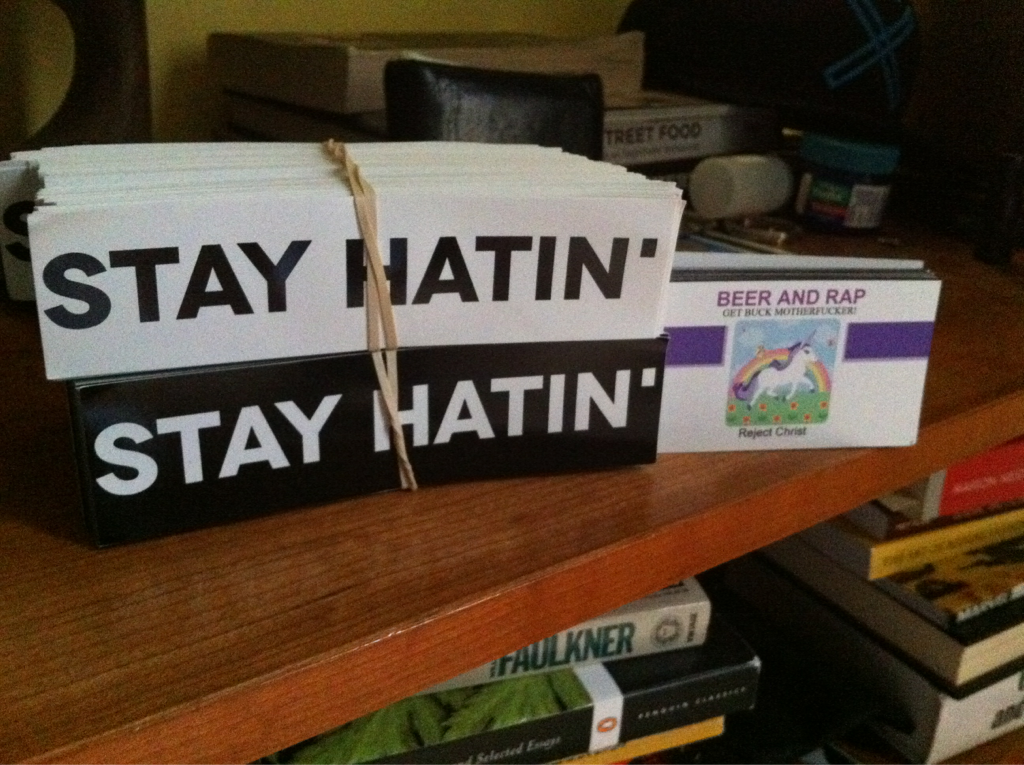 TREET FOOD
STAY HATIN'
STAY HATIN'
BEER AND RAP
GET BUCK MOTHERFUCKER!
Reject Christ
FAULKNER
PENGUIN CLASSICS
nd Selected Essays